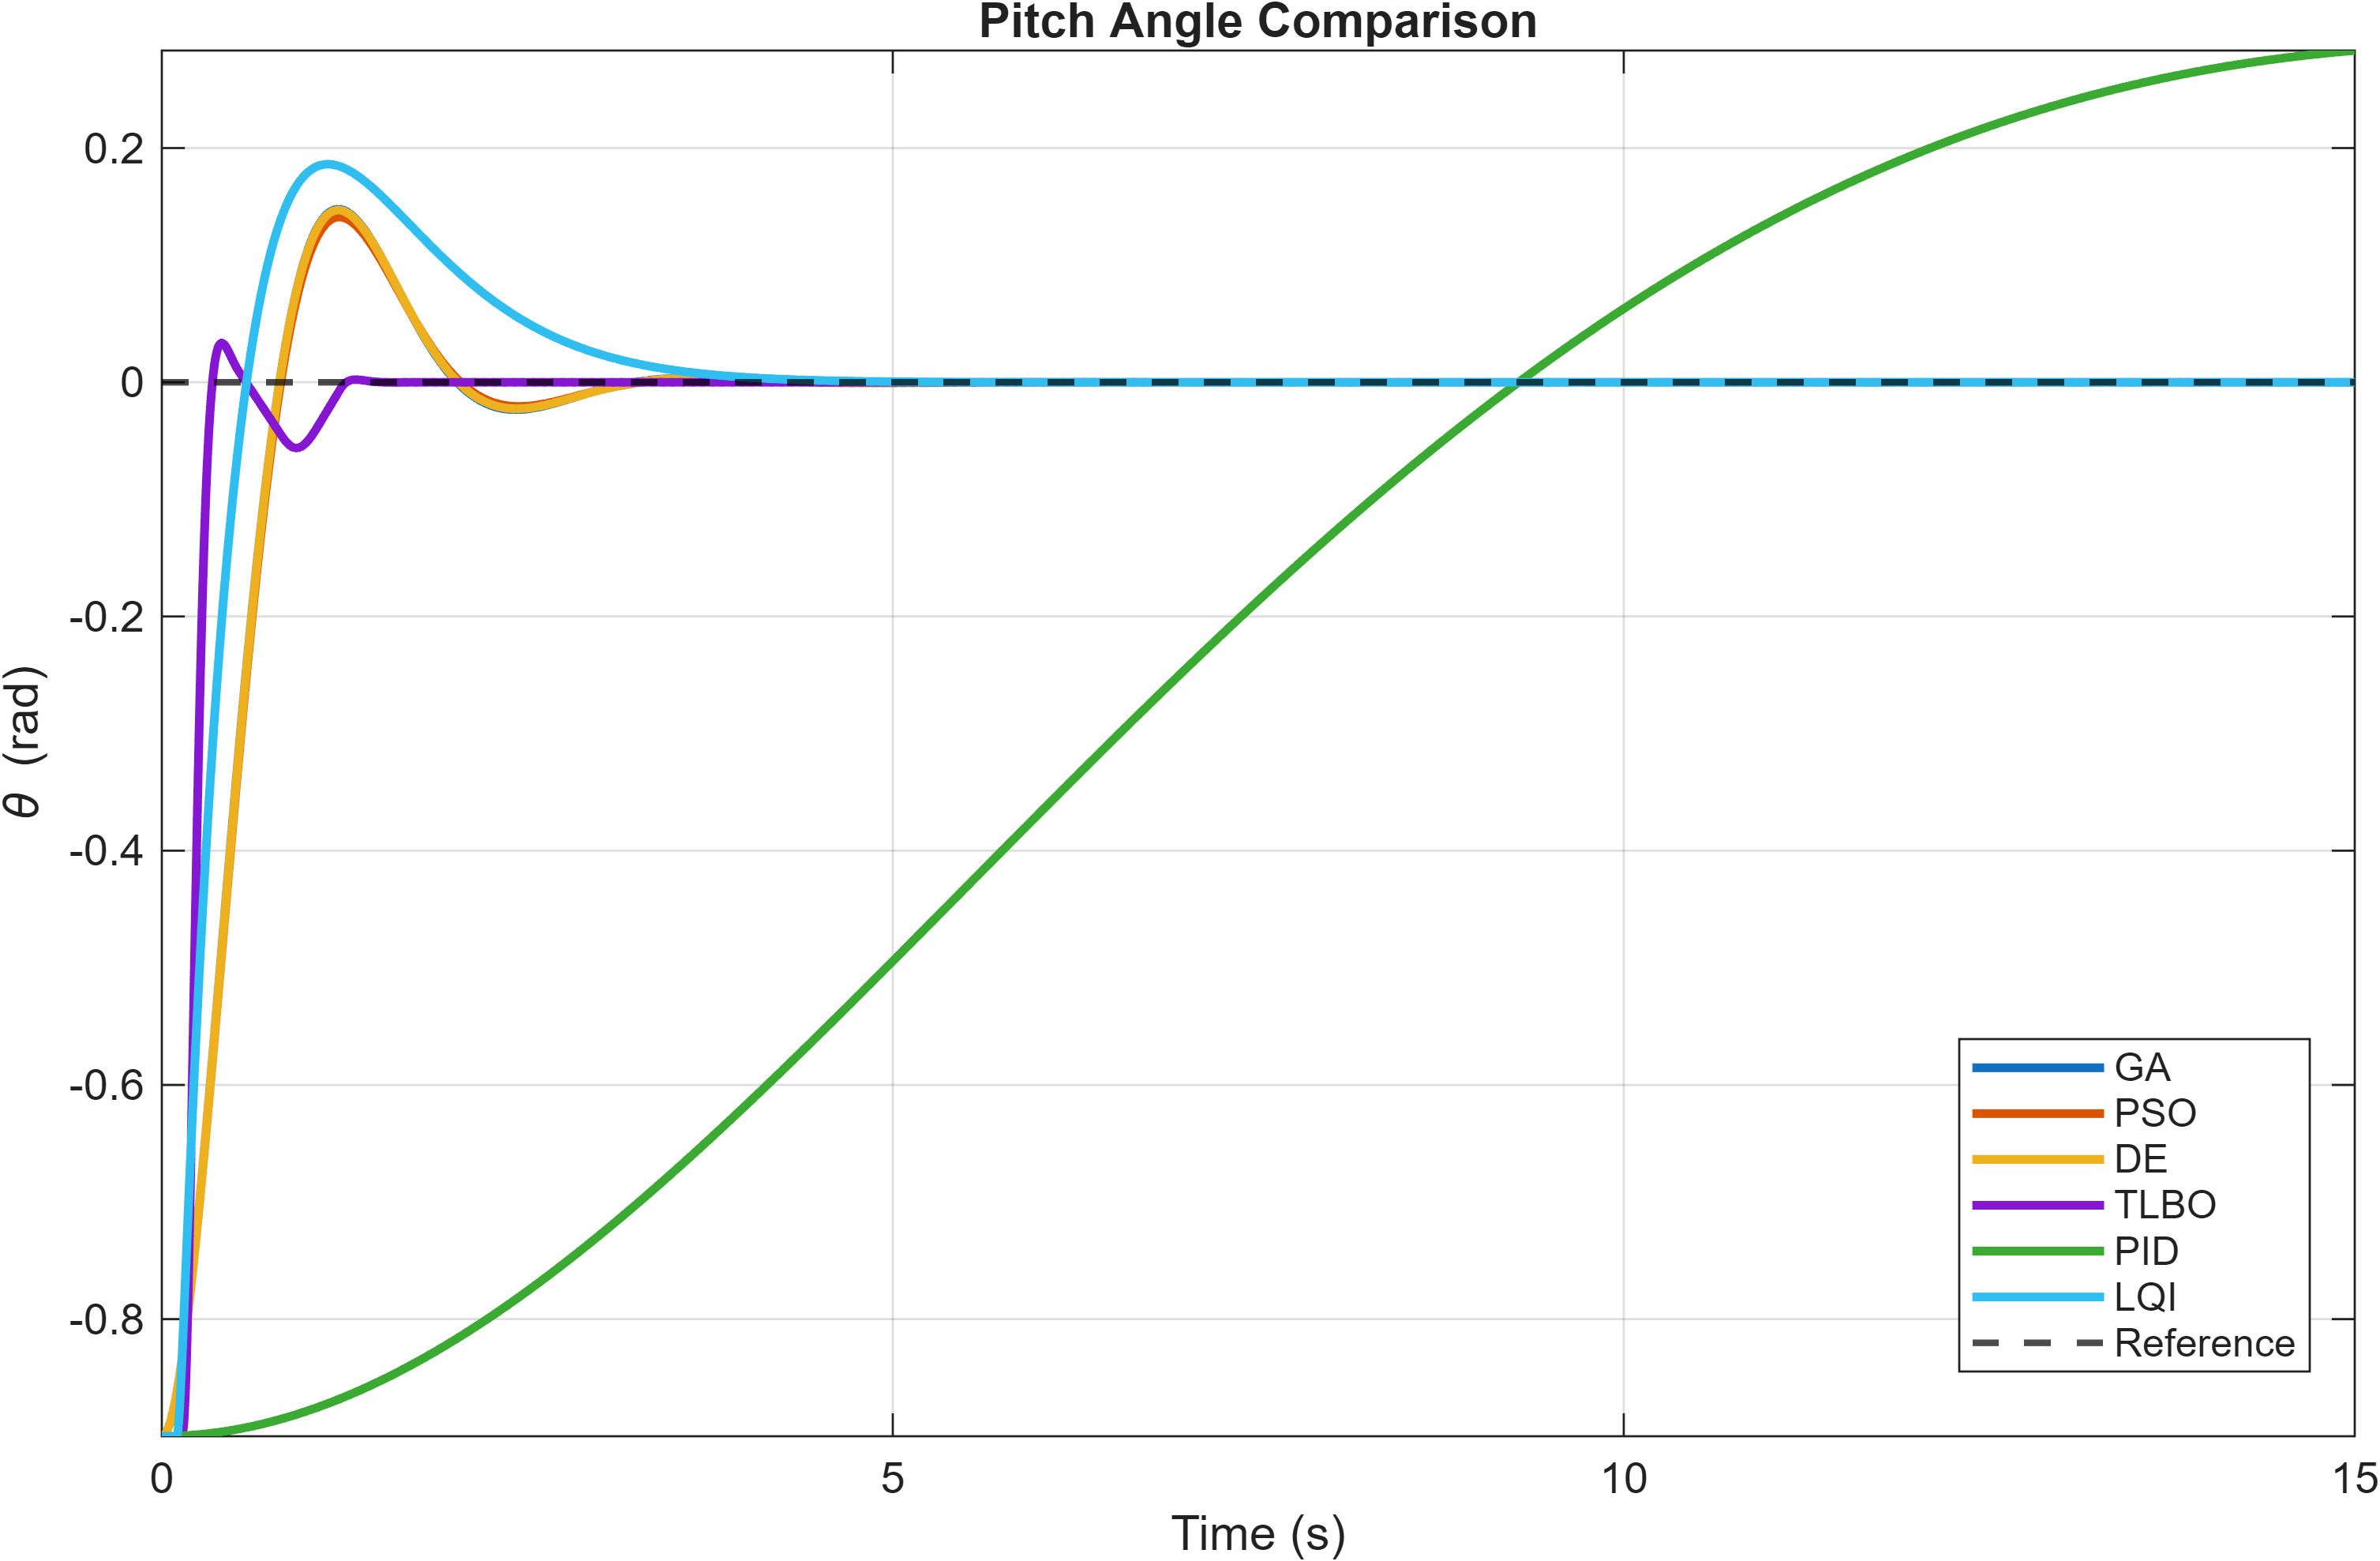 Pitch Angle Comparison
θ (rad)
0.2
0
-0.2
-0.4
-0.6
-0.8
0 5 10 15
Time (s)
GA
PSO
DE
TLBO
PID
LQI
Reference